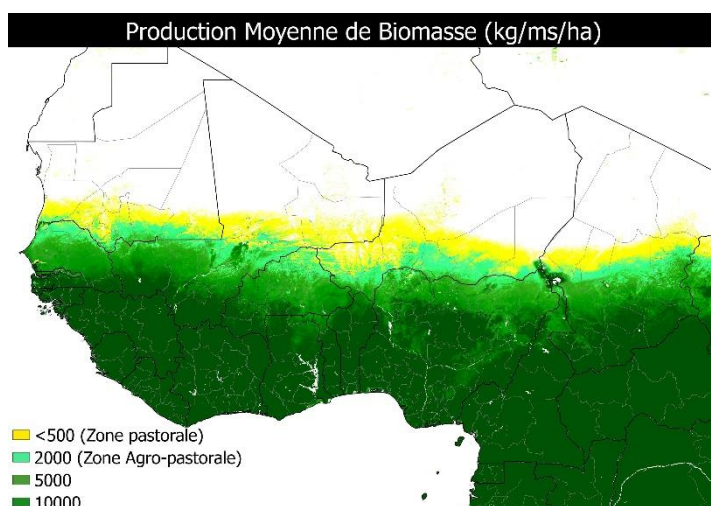 Production Moyenne de Biomasse (kg/ms/ha)
<500 (Zone pastorale)
2000 (Zone Agro-pastorale)
5000
10000